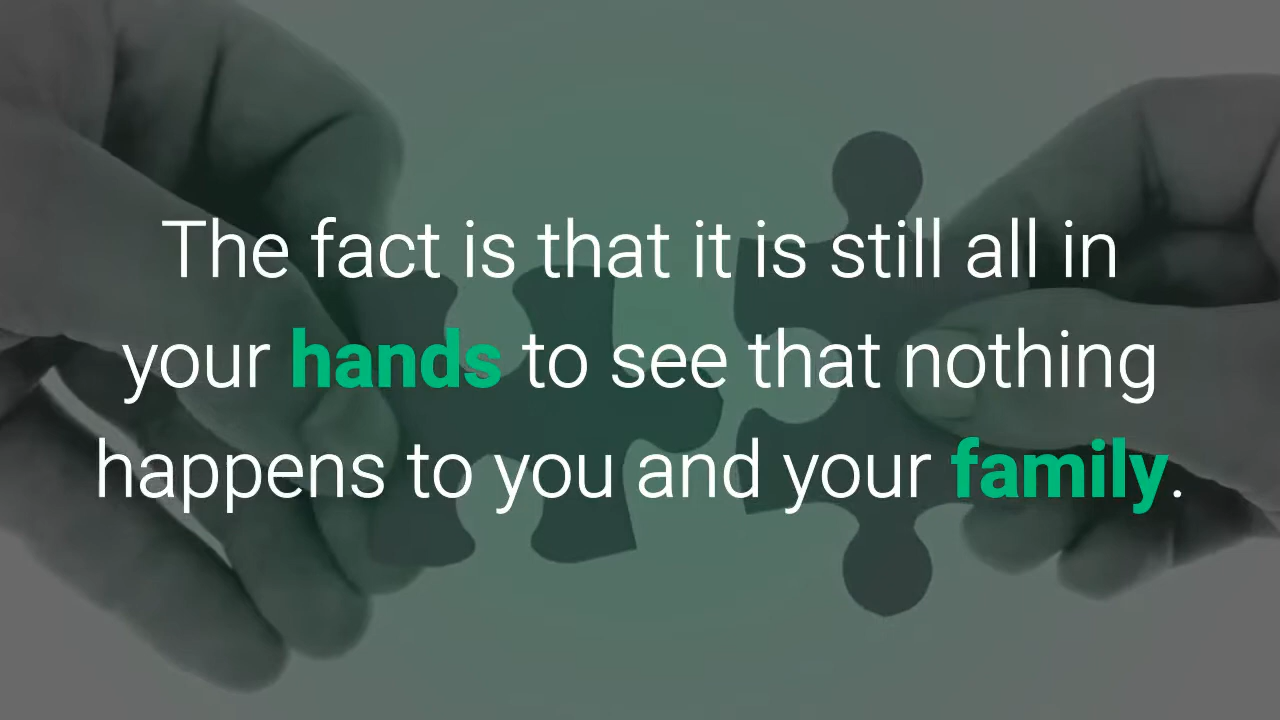 The fact is that it is still all in
your hands to see that nothing
happens to you and your family.